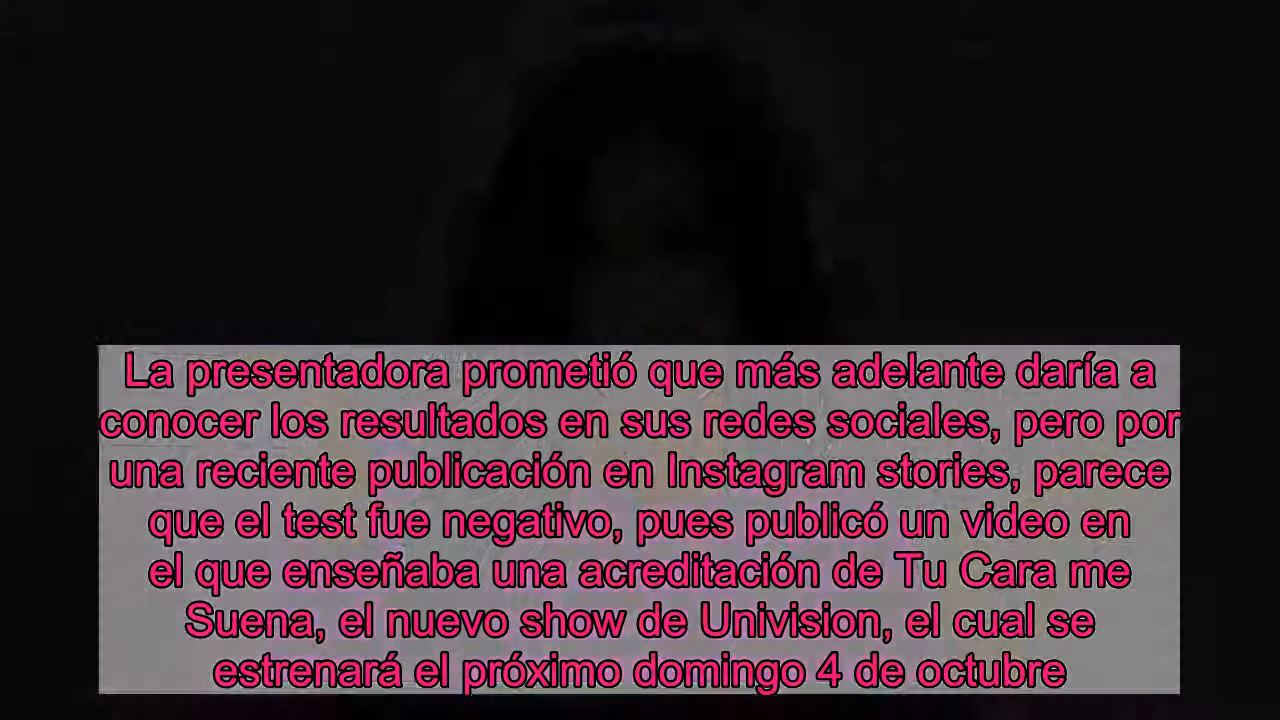 La presentadora prometió que más adelante daría a
conocer los resultados en sus redes sociales, pero por
una reciente publicación en Instagram stories, parece
que el test fue negativo, pues publicó un video en
el que enseñaba una acreditación de Tu Cara me
Suena, el nuevo show de Univision, el cual se
estrenará el próximo domingo 4 de octubre